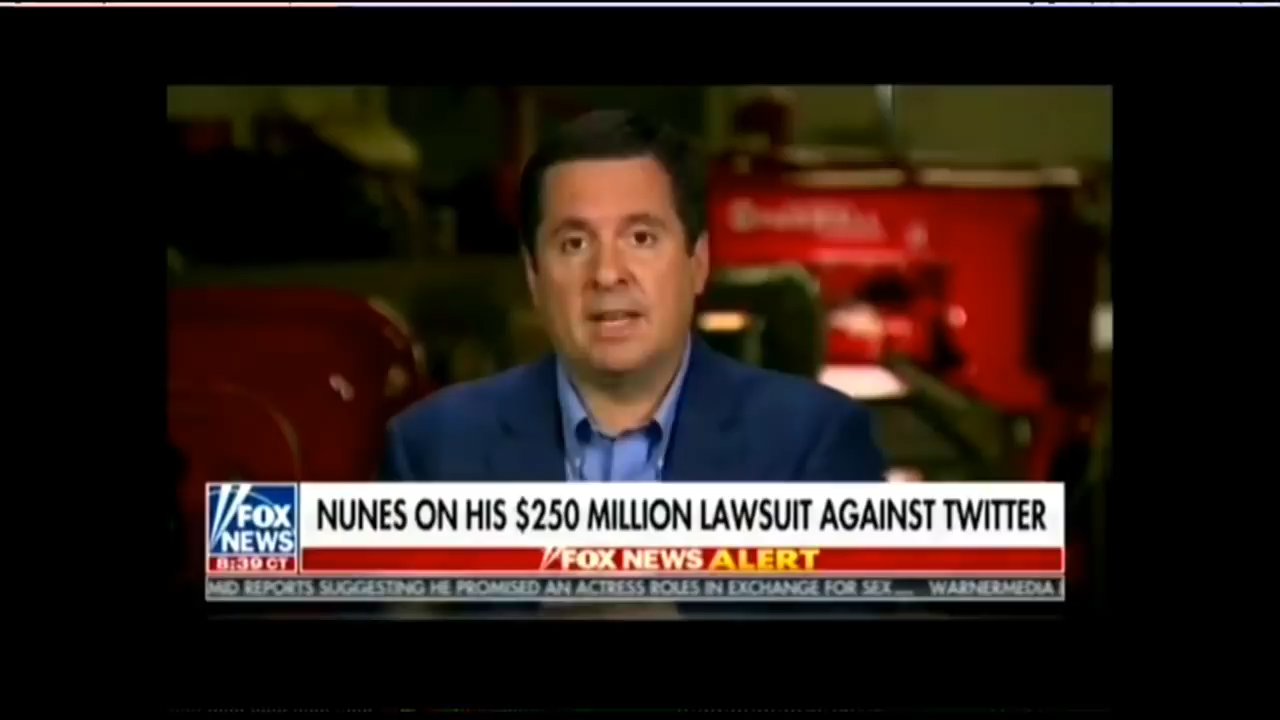 NUNES ON HIS $250 MILLION LAWSUIT AGAINST TWITTER
FOX
NEWS
8:39 CT
FOX NEWS ALERT
MID REPORTS SUGGESTING HE PROMISED AN ACTRESS ROLES IN EXCHANGE FOR SEX.... WARNERMEDIA